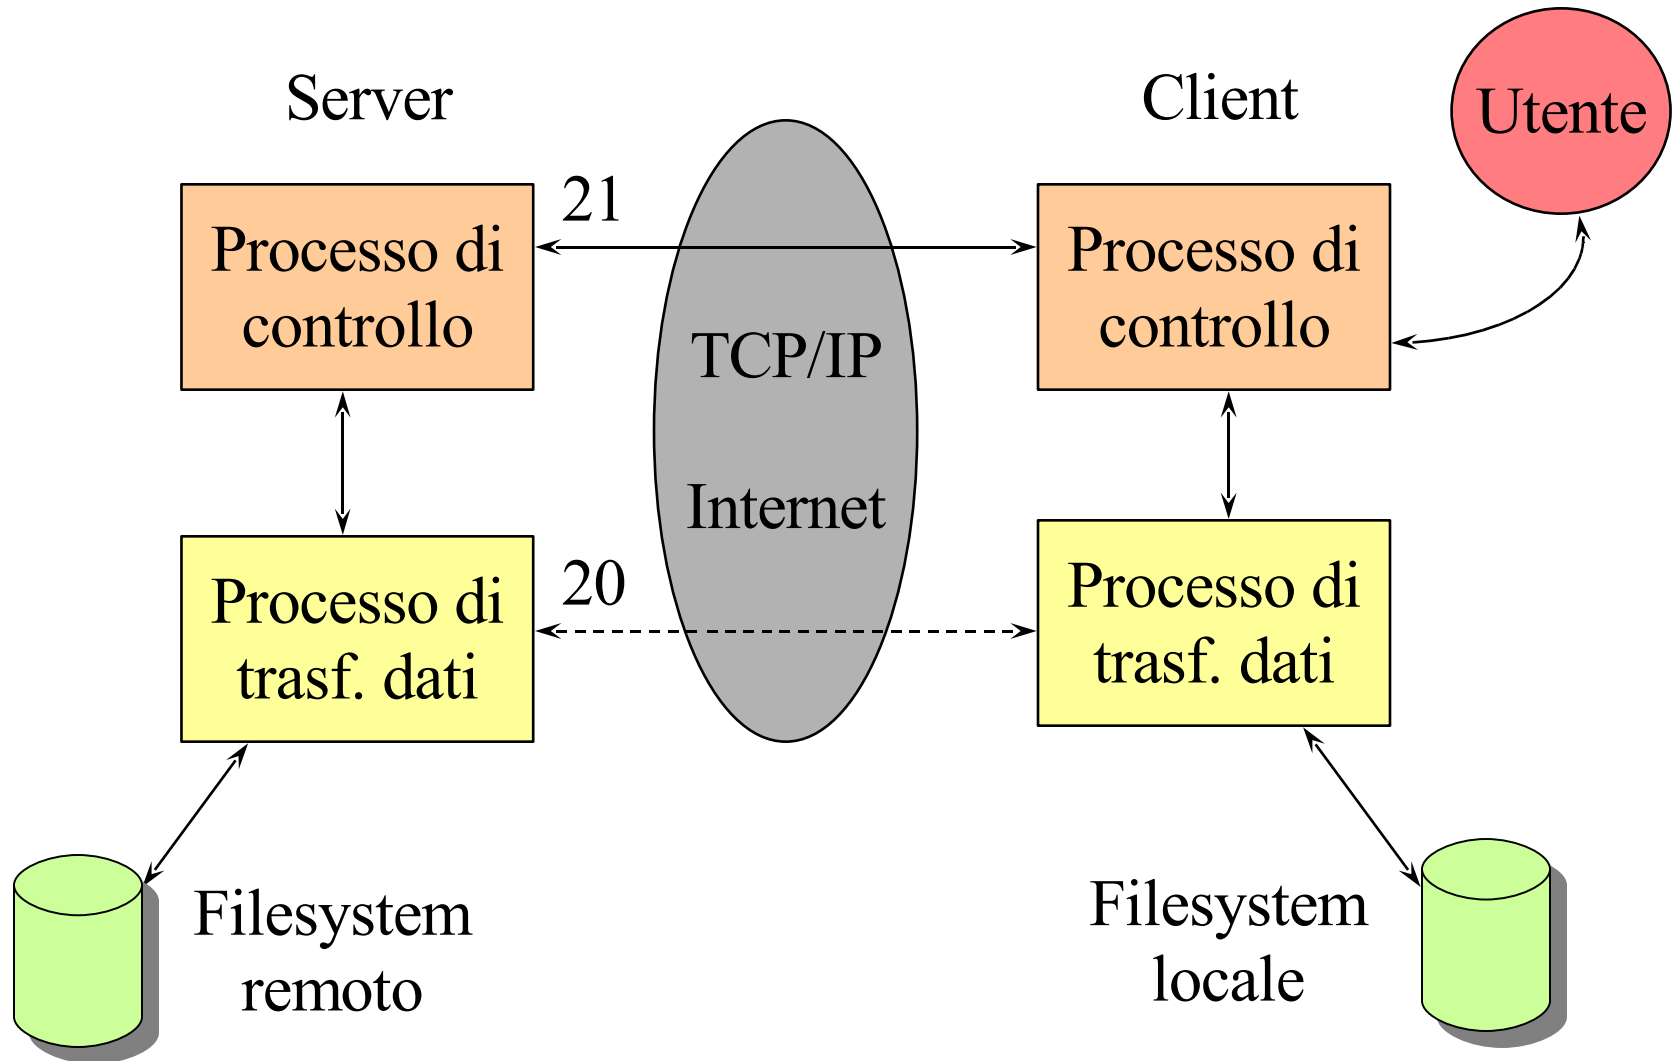 Server
Client
Utente
21
Processo di
controllo
Processo di
controllo
TCP/IP
Internet
20
Processo di
trasf. dati
Processo di
trasf. dati
Filesystem
remoto
Filesystem
locale